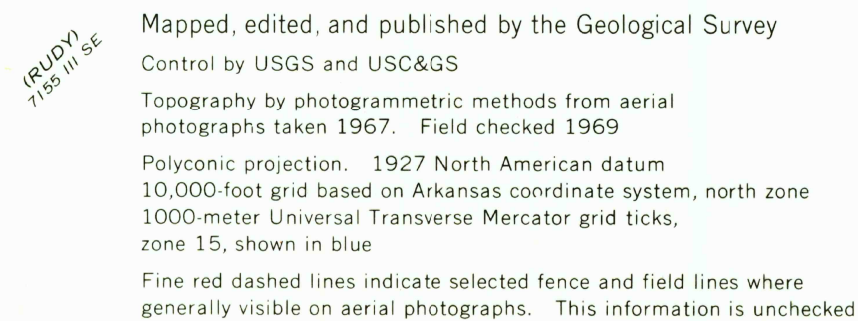 (RUDY)
7155 III SE
Mapped, edited, and published by the Geological Survey
Control by USGS and USC&GS
Topography by photogrammetric methods from aerial
photographs taken 1967. Field checked 1969
Polyconic projection. 1927 North American datum
10,000-foot grid based on Arkansas coordinate system, north zone
1000-meter Universal Transverse Mercator grid ticks,
zone 15, shown in blue
Fine red dashed lines indicate selected fence and field lines where
generally visible on aerial photographs. This information is unchecked